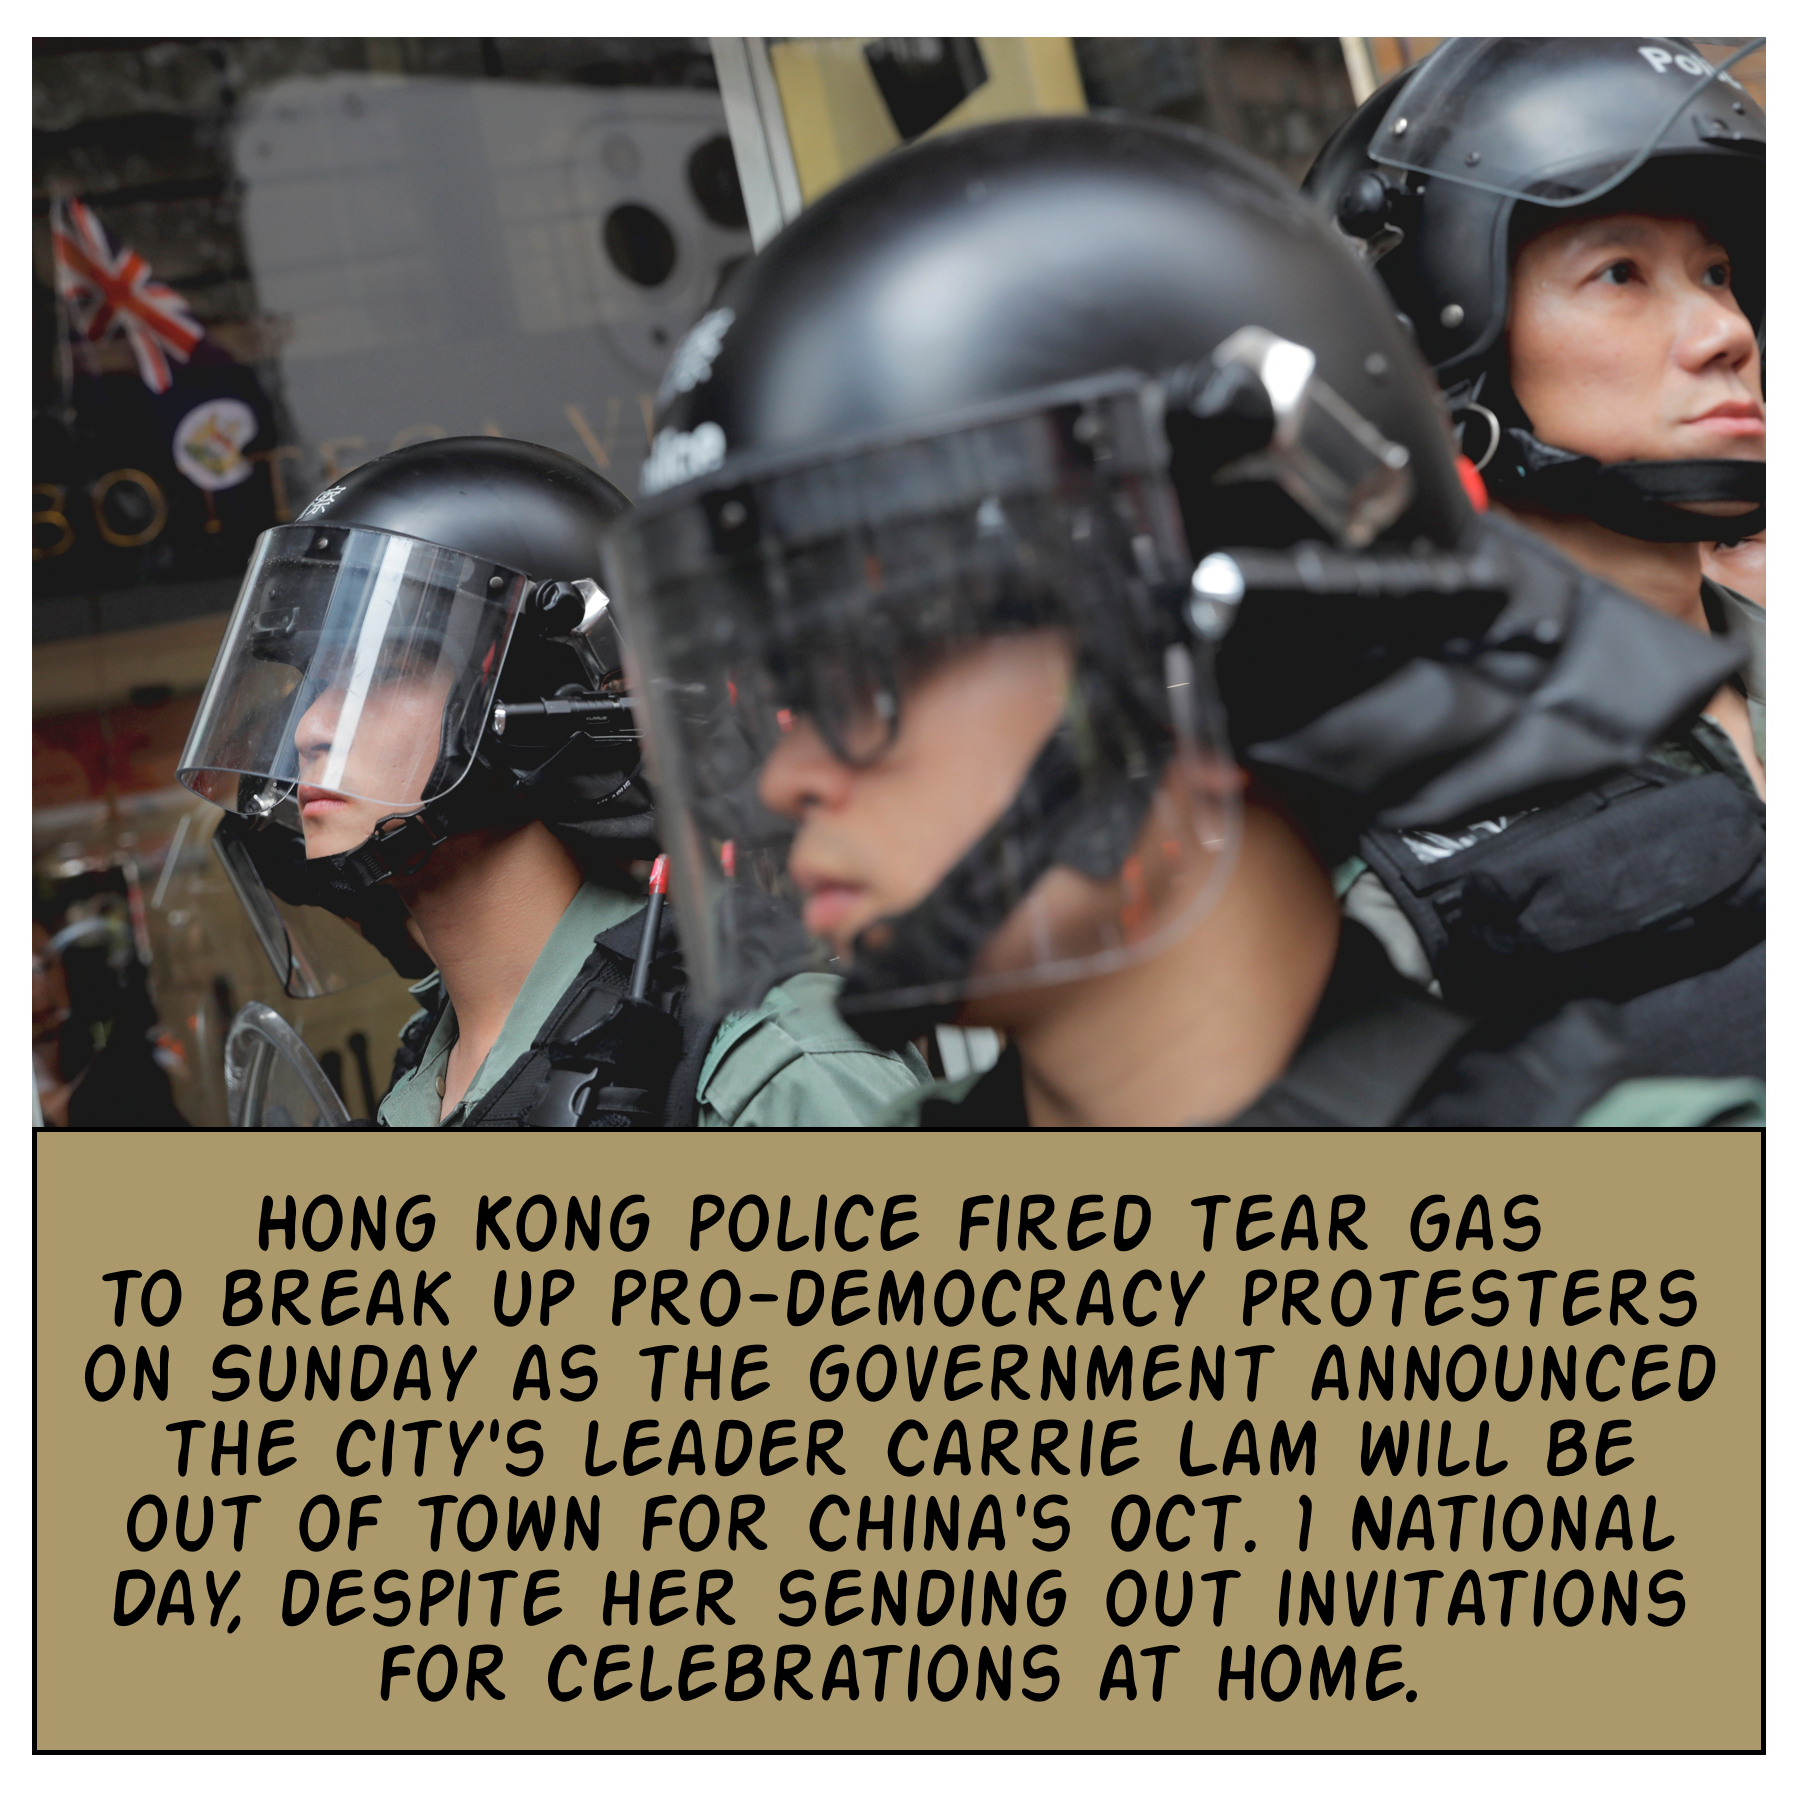 Police
BOTTEGA V
HONG KONG POLICE FIRED TEAR GAS
TO BREAK UP PRO-DEMOCRACY PROTESTERS
ON SUNDAY AS THE GOVERNMENT ANNOUNCED
THE CITY'S LEADER CARRIE LAM WILL BE
OUT OF TOWN FOR CHINA'S OCT. 1 NATIONAL
DAY, DESPITE HER SENDING OUT INVITATIONS
FOR CELEBRATIONS AT HOME.